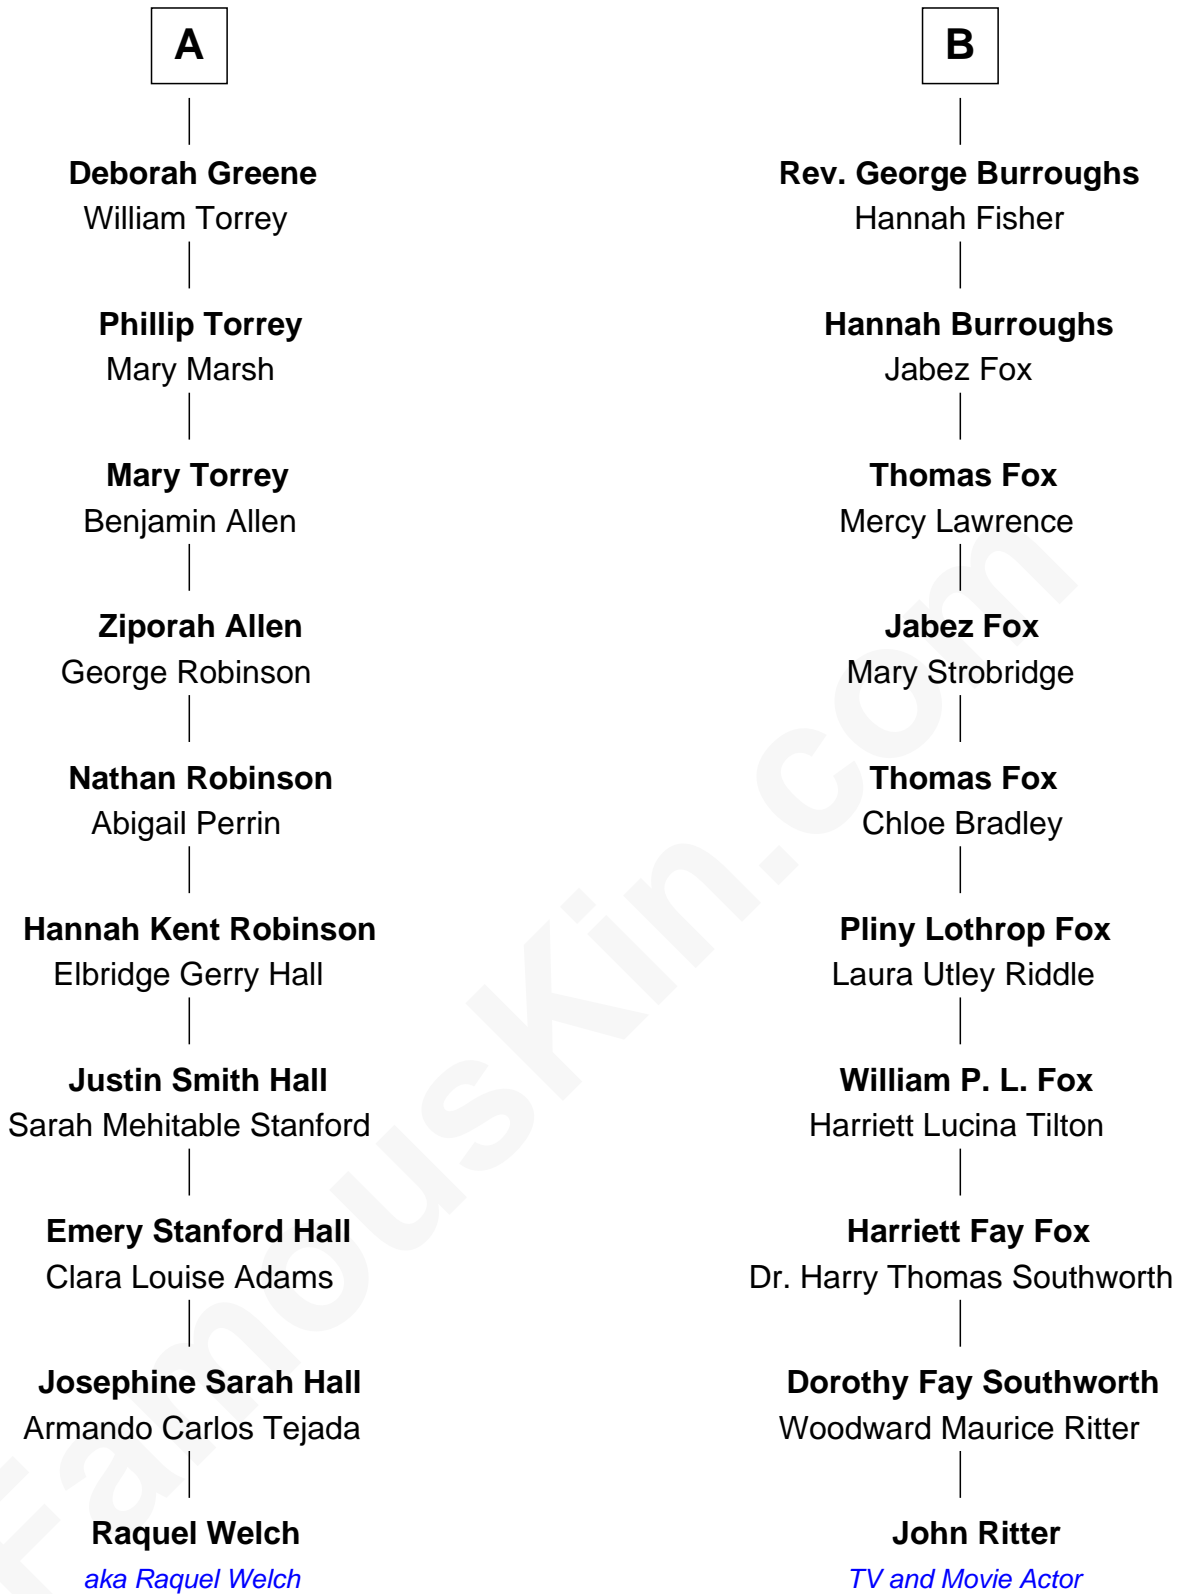 A
Deborah Greene
William Torrey
Phillip Torrey
Mary Marsh
Mary Torrey
Benjamin Allen
Ziporah Allen
George Robinson
Nathan Robinson
Abigail Perrin
Hannah Kent Robinson
Elbridge Gerry Hall
Justin Smith Hall
Sarah Mehitable Stanford
Emery Stanford Hall
Clara Louise Adams
Josephine Sarah Hall
Armando Carlos Tejada
Raquel Welch
aka Raquel Welch
B
Rev. George Burroughs
Hannah Fisher
Hannah Burroughs
Jabez Fox
Thomas Fox
Mercy Lawrence
Jabez Fox
Mary Strobridge
Thomas Fox
Chloe Bradley
Pliny Lothrop Fox
Laura Utley Riddle
William P. L. Fox
Harriett Lucina Tilton
Harriett Fay Fox
Dr. Harry Thomas Southworth
Dorothy Fay Southworth
Woodward Maurice Ritter
John Ritter
TV and Movie Actor
FamousKin.com